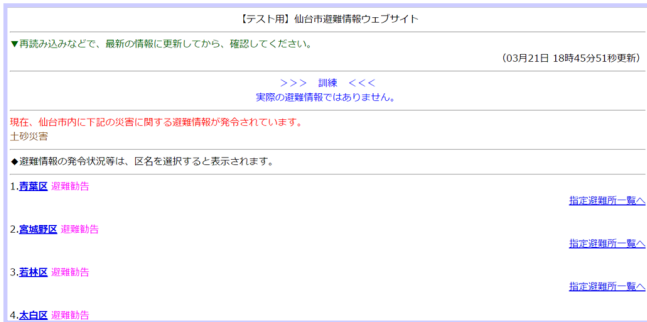 【テスト用】仙台市避難情報ウェブサイト
▼再読み込みなどで、最新の情報に更新してから、確認してください。
(03月21日 18時45分51秒更新)
>>> 訓練 <<<
実際の避難情報ではありません。
現在、仙台市内に下記の災害に関する避難情報が発令されています。
土砂災害
◆避難情報の発令状況等は、区名を選択すると表示されます。
1.青葉区 避難勧告
指定避難所一覧へ
2.宮城野区 避難勧告
指定避難所一覧へ
3.若林区 避難勧告
指定避難所一覧へ
4.太白区 避難勧告